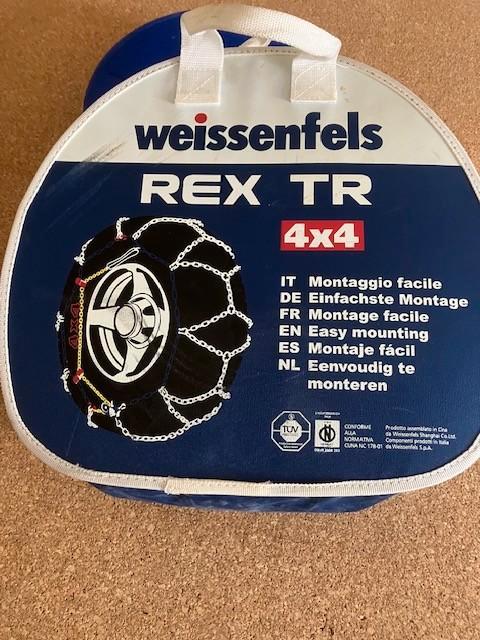 weissenfels
REX TR
4x4
IT Montaggio facile
DE Einfachste Montage
FR Montage facile
EN Easy mounting
ES Montaje fácil
NL Eenvoudig te
monteren
TÜV
CONFORME
ALLA
NORMATIVA
CUNA NC 178-01
Prodotto assemblato in Cina
da Weissenfels Shanghai Co.Ltd.
Componenti prodotti in Italia
da Weissenfels S.p.A.